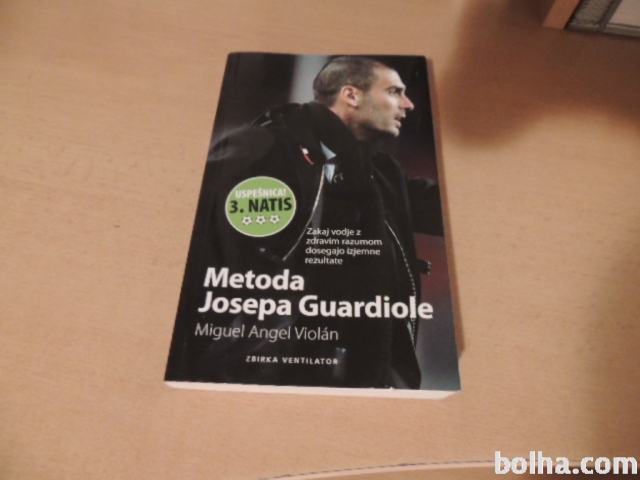 USPEŠNICA!
3. NATIS
Zakaj vodje z
zdravim razumom
dosegajo izjemne
rezultate
Metoda
Josepa Guardiole
Miguel Angel Violán
ZBIRKA VENTILATOR
bolha.com